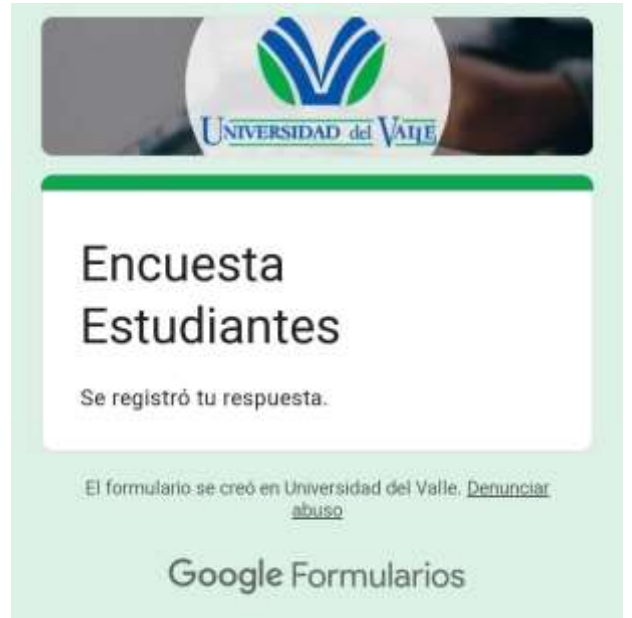 UNIVERSIDAD del VALLE
Encuesta
Estudiantes
Se registró tu respuesta.
El formulario se creó en Universidad del Valle. Denunciar
abuso
Google Formularios